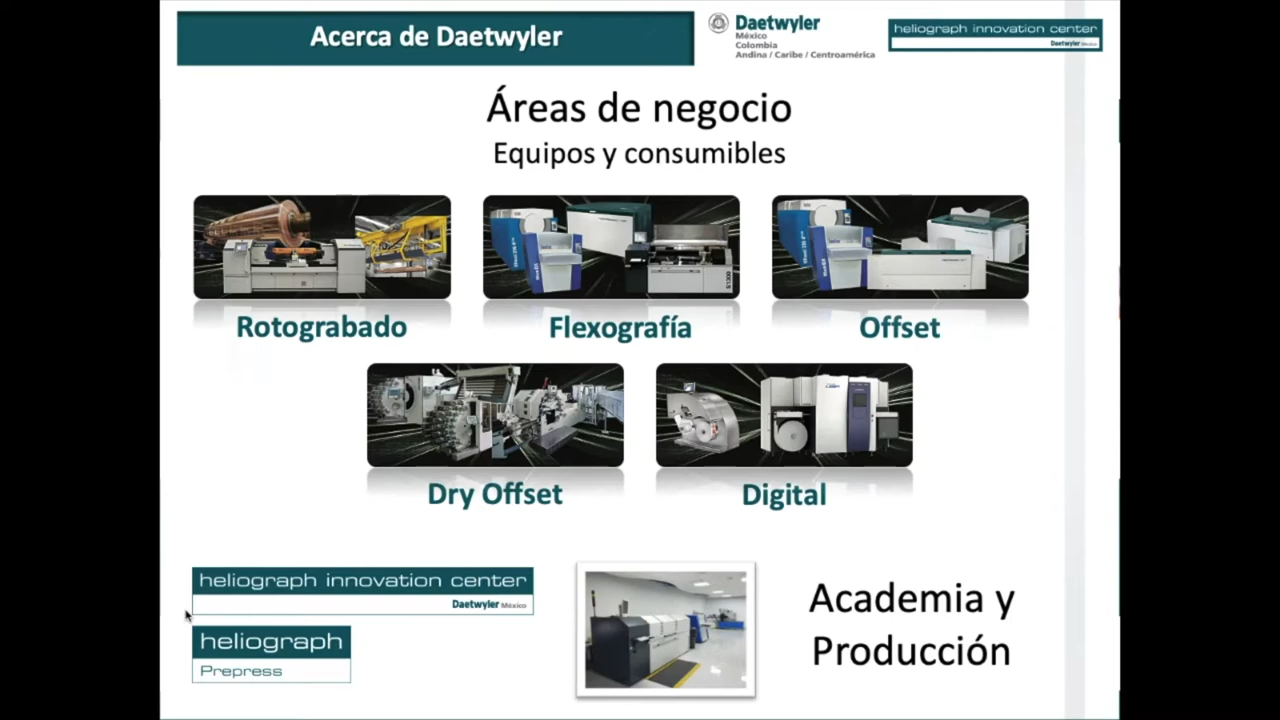 Acerca de Daetwyler
Daetwyler
México
Colombia
Andina / Caribe / Centroamérica
heliograph innovation center
Daetwyler México
Áreas de negocio
Equipos y consumibles
Rotograbado
Flexografía
Offset
Dry Offset
Digital
heliograph innovation center
Daetwyler México
heliograph
Prepress
Academia y
Producción